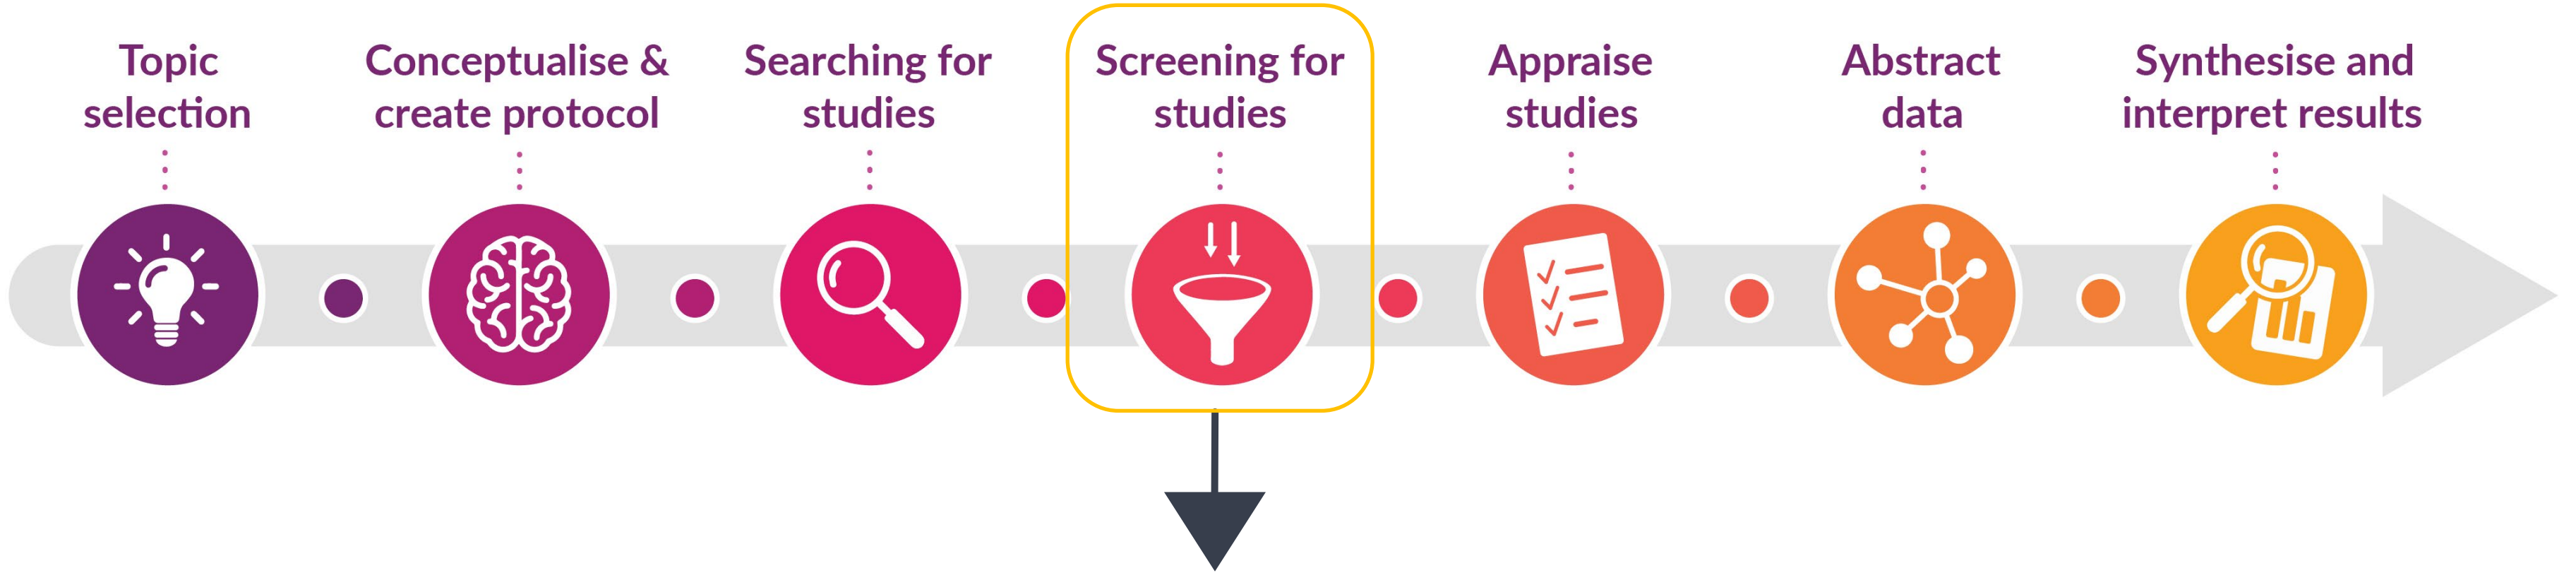 Topic
selection
Conceptualise &
create protocol
Searching for
studies
Screening for
studies
Appraise
studies
Abstract
data
Synthesise and
interpret results